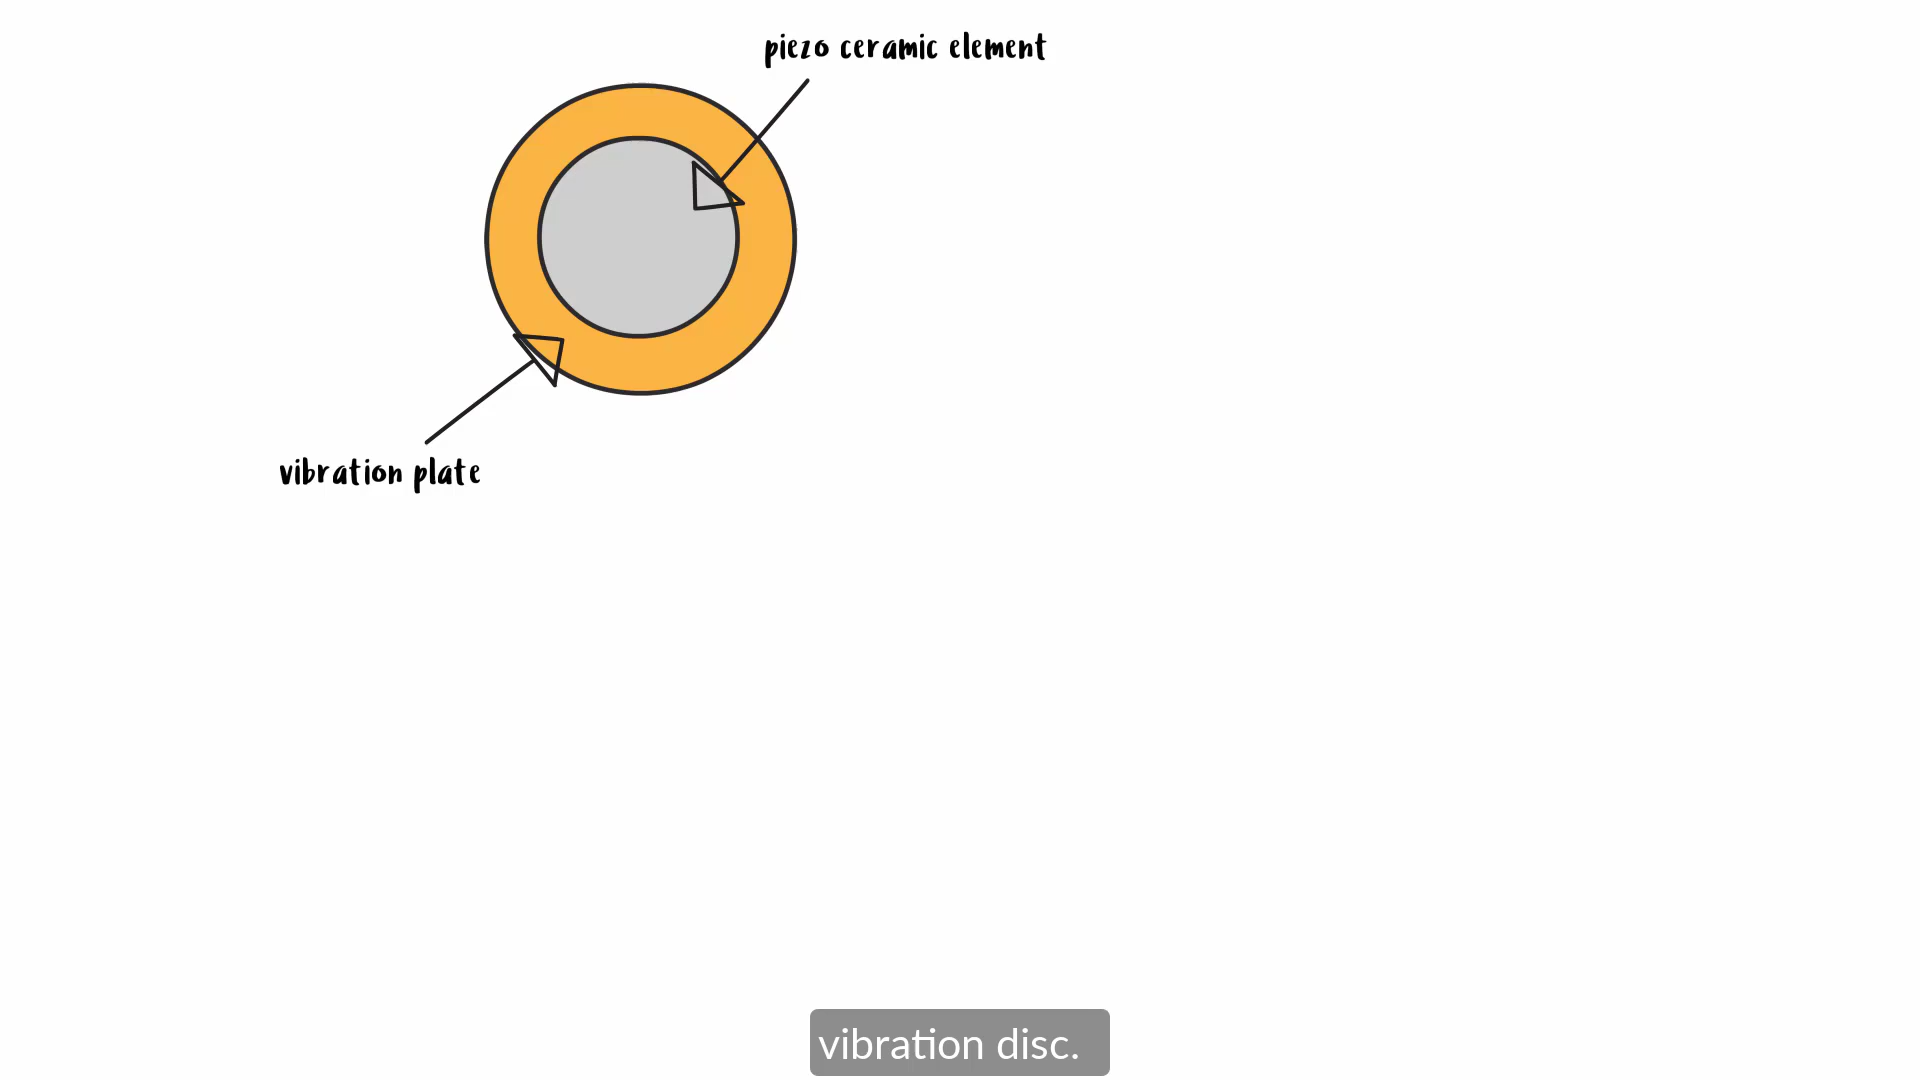 piezo ceramic element
vibration plate
vibration disc.